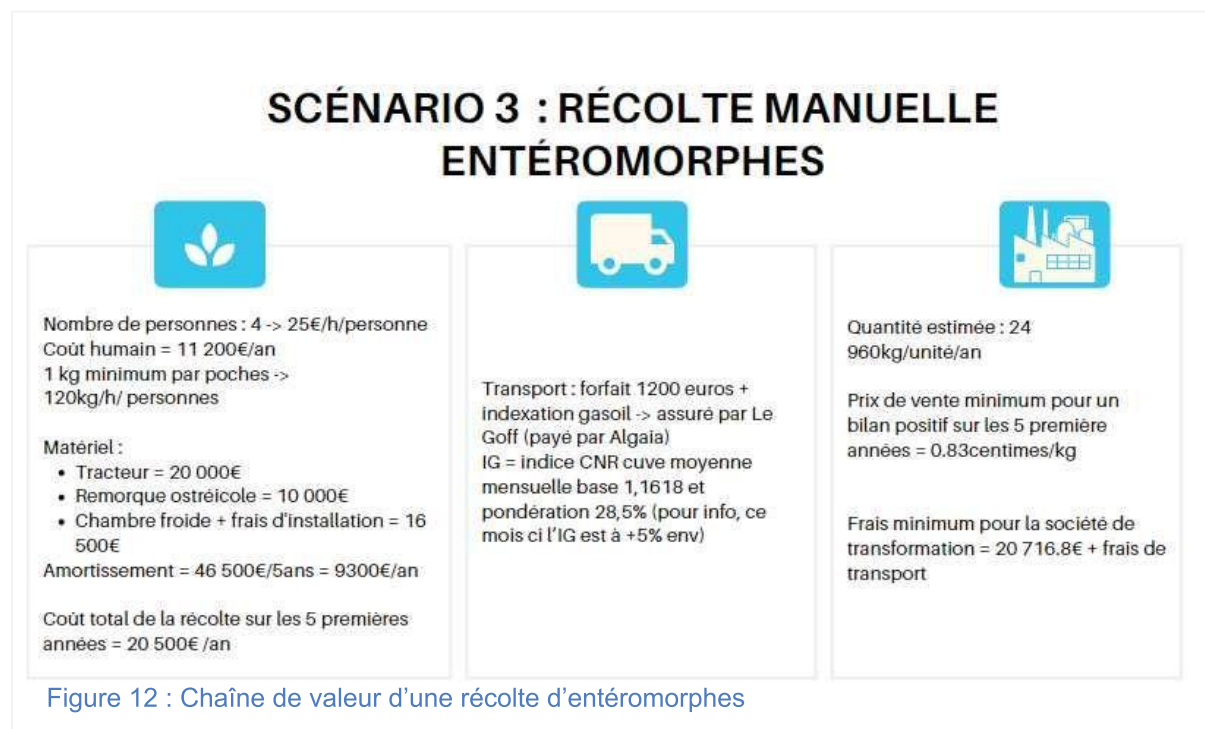 SCÉNARIO 3 : RÉCOLTE MANUELLE
ENTÉROMORPHES
Nombre de personnes : 4 -> 25€/h/personne
Coût humain = 11 200€/an
1 kg minimum par poches ->
120kg/h/ personnes
Matériel :
• Tracteur = 20 000€
• Remorque ostréicole = 10 000€
• Chambre froide + frais d'installation = 16
500€
Amortissement = 46 500€/5ans = 9300€/an
Coût total de la récolte sur les 5 premières
années = 20 500€ /an
Transport : forfait 1200 euros +
indexation gasoil -> assuré par Le
Goff (payé par Algaia)
IG = indice CNR cuve moyenne
mensuelle base 1,1618 et
pondération 28,5% (pour info, ce
mois ci l'IG est à +5% env)
Quantité estimée : 24
960kg/unité/an
Prix de vente minimum pour un
bilan positif sur les 5 première
années = 0.83centimes/kg
Frais minimum pour la société de
transformation = 20 716.8€ + frais de
transport
Figure 12 : Chaîne de valeur d'une récolte d'entéromorphes